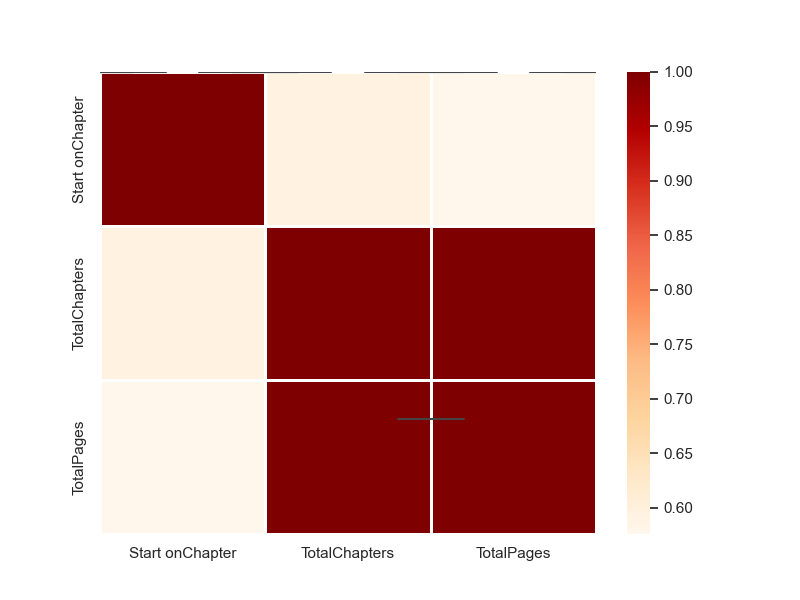 Start onChapter
TotalChapters
TotalPages
Start onChapter
TotalChapters
TotalPages
1.00
0.95
0.90
0.85
0.80
0.75
0.70
0.65
0.60